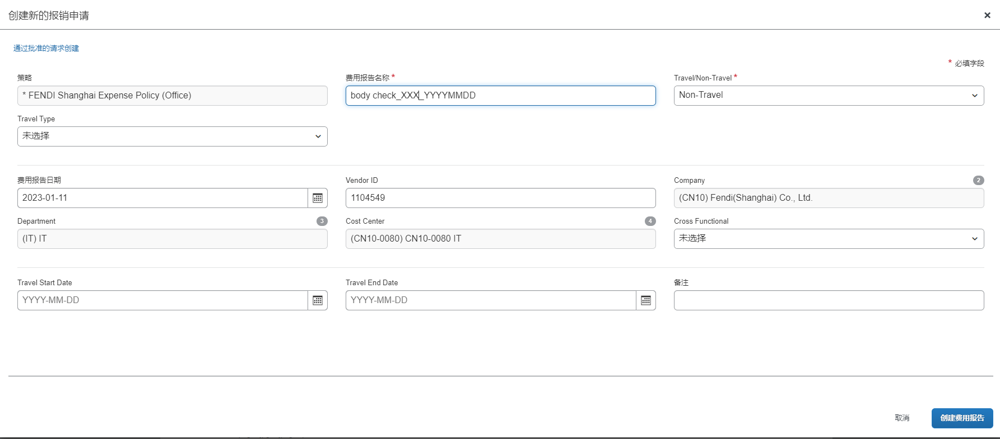 创建新的报销申请
×
通过批准的请求创建
* 必填字段
策略
费用报告名称 *
Travel/Non-Travel *
* FENDI Shanghai Expense Policy (Office)
body check_XXX_YYYYMMDD
Non-Travel
Travel Type
未选择
费用报告日期
Vendor ID
Company
2
2023-01-11
1104549
(CN10) Fendi(Shanghai) Co., Ltd.
Department
3
Cost Center
4
Cross Functional
(IT) IT
(CN10-0080) CN10-0080 IT
未选择
Travel Start Date
Travel End Date
备注
YYYY-MM-DD
YYYY-MM-DD
取消
创建费用报告